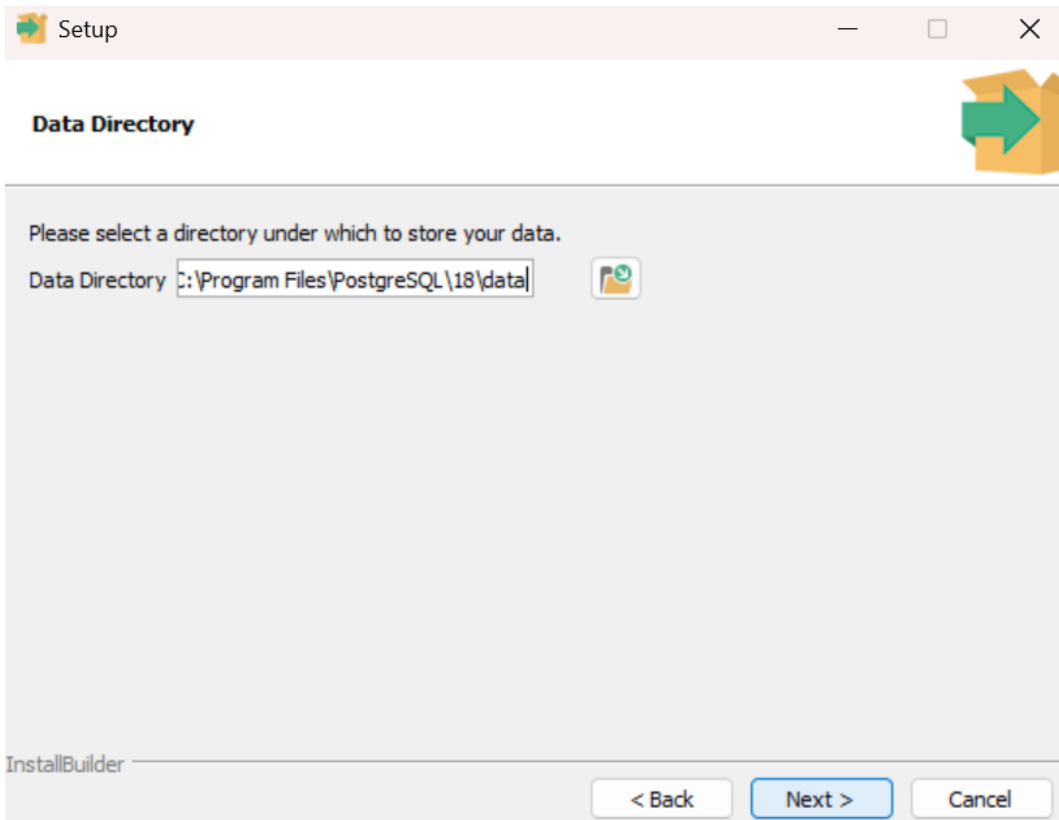 Setup
Data Directory
Please select a directory under which to store your data.
Data Directory C:\Program Files\PostgreSQL\18\data
InstallBuilder
< Back Next > Cancel